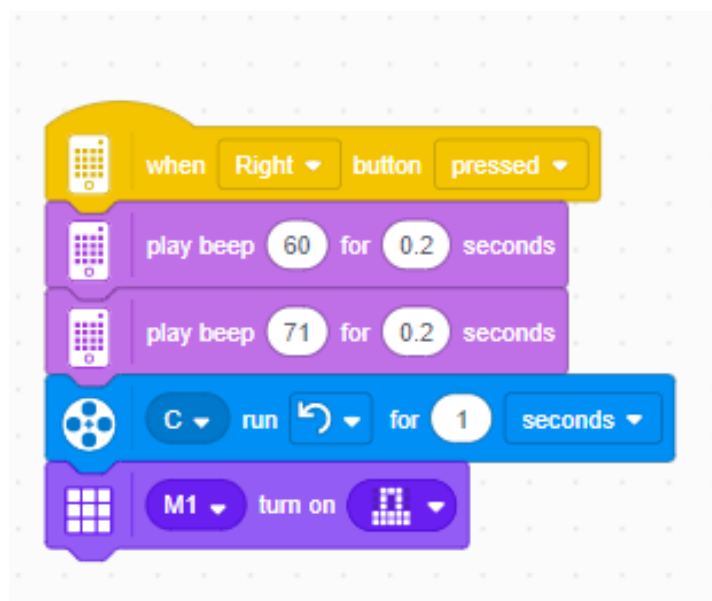 when Right button pressed
play beep 60 for 0.2 seconds
play beep 71 for 0.2 seconds
C run for 1 seconds
M1 turn on